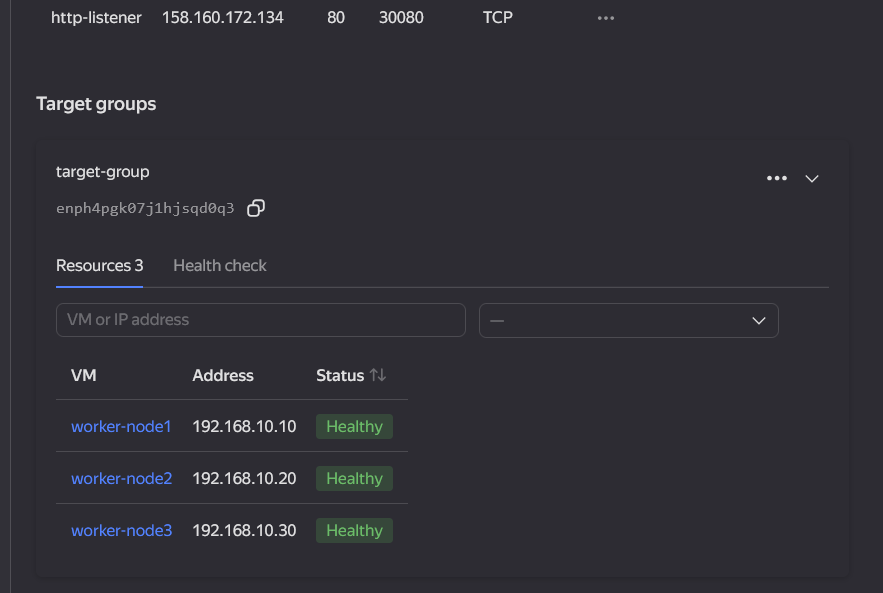 http-listener 158.160.172.134 80 30080 TCP
Target groups
target-group
enph4pgk07j1hjsqd0q3
Resources 3 Health check
VM or IP address —
VM Address Status
worker-node1 192.168.10.10 Healthy
worker-node2 192.168.10.20 Healthy
worker-node3 192.168.10.30 Healthy